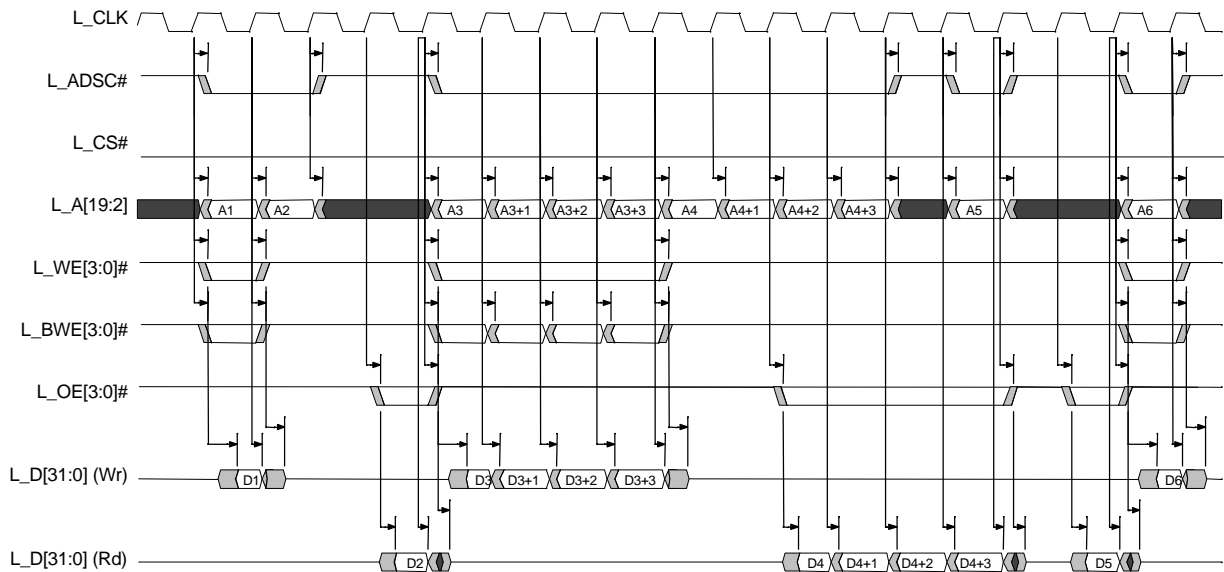 L_CLK
L_ADSC#
L_CS#
L_A[19:2] A1 A2 A3 A3+1 A3+2 A3+3 A4 A4+1 A4+2 A4+3 A5 A6
L_WE[3:0]#
L_BWE[3:0]#
L_OE[3:0]#
L_D[31:0] (Wr) D1 D3 D3+1 D3+2 D3+3 D6
L_D[31:0] (Rd) D2 D4 D4+1 D4+2 D4+3 D5